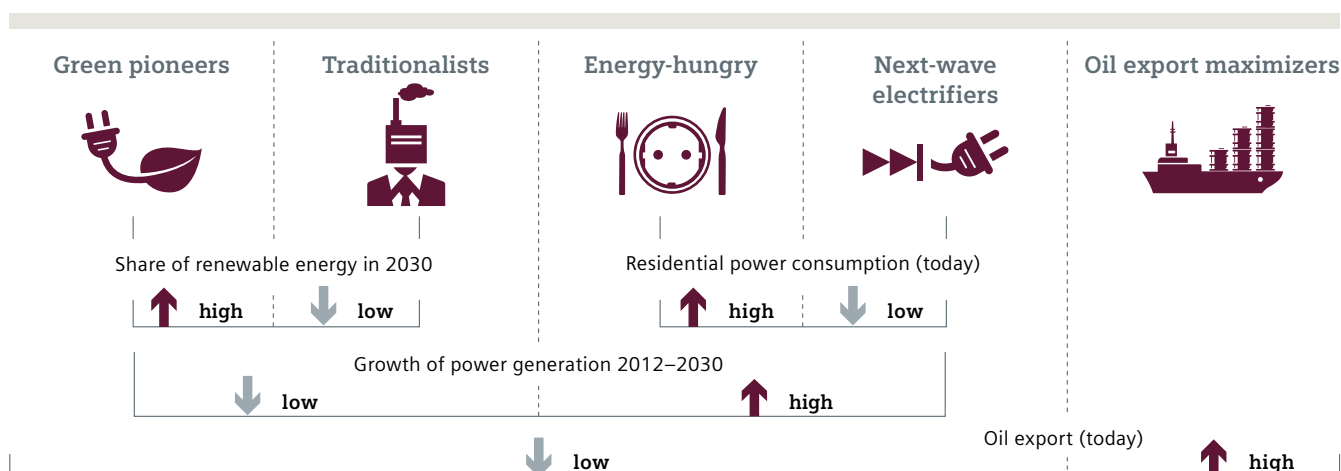 Green pioneers
Traditionalists
Energy-hungry
Next-wave
electrifiers
Oil export maximizers
Share of renewable energy in 2030
high
low
Residential power consumption (today)
high
low
Growth of power generation 2012–2030
low
high
Oil export (today)
low
high